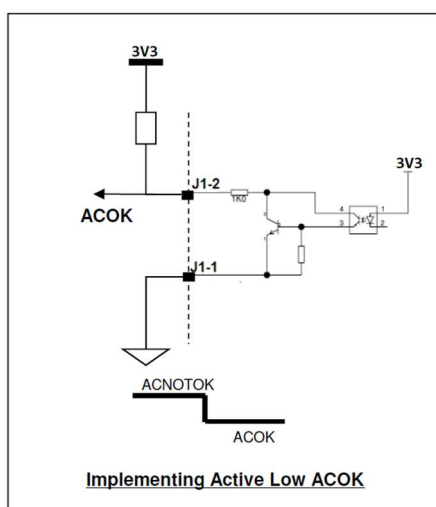 3V3
J1-2
1K0
3V3
4
1
3
2
ACOK
J1-1
ACNOTOK
ACOK
Implementing Active Low ACOK